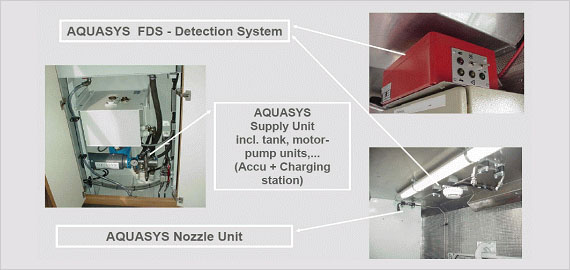 AQUASYS  FDS - Detection System
AQUASYS
Supply Unit
incl. tank, motor-
pump units,...
(Accu + Charging
station)
AQUASYS Nozzle Unit